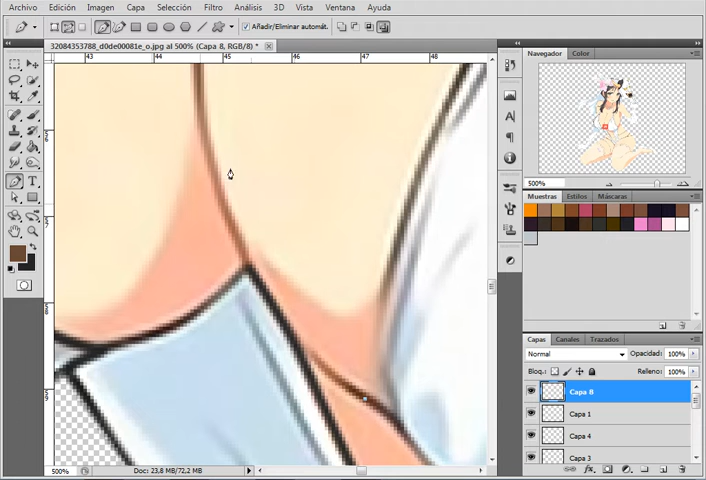 Archivo Edición Imagen Capa Selección Filtro Análisis 3D Vista Ventana Ayuda
Añadir/Eliminar automát.
32084353788_d0de00081e_o.jpg al 500% (Capa 8, RGB/8) *
43 44 45 46 47 48
Navegador Color
500%
Muestras Estilos Máscaras
Capas Canales Trazados
Normal Opacidad: 100%
Bloq.: Relleno: 100%
Capa 8
Capa 1
Capa 4
Capa 3
500% Doc: 23,8 MB/72,2 MB